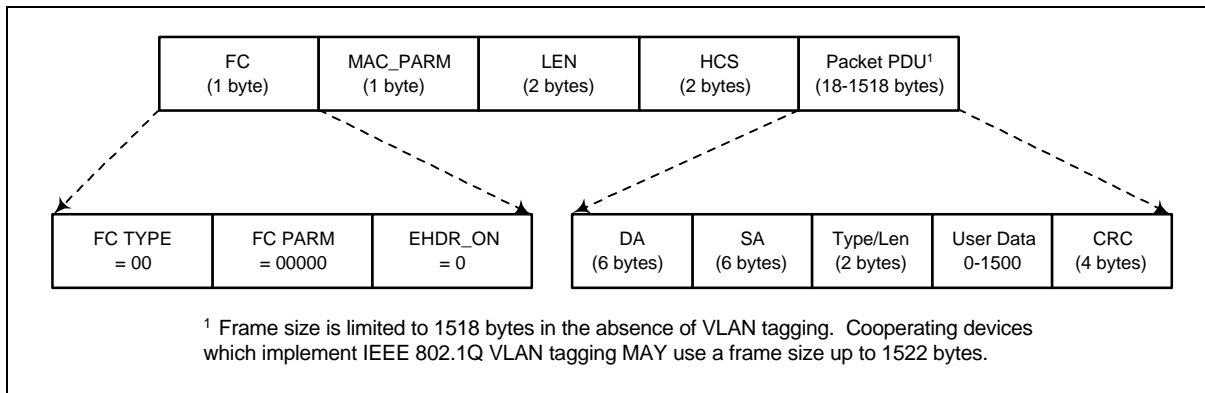 FC
(1 byte)
MAC_PARM
(1 byte)
LEN
(2 bytes)
HCS
(2 bytes)
Packet PDU¹
(18-1518 bytes)
FC TYPE
= 00
FC PARM
= 00000
EHDR_ON
= 0
DA
(6 bytes)
SA
(6 bytes)
Type/Len
(2 bytes)
User Data
0-1500
CRC
(4 bytes)
¹ Frame size is limited to 1518 bytes in the absence of VLAN tagging. Cooperating devices
which implement IEEE 802.1Q VLAN tagging MAY use a frame size up to 1522 bytes.